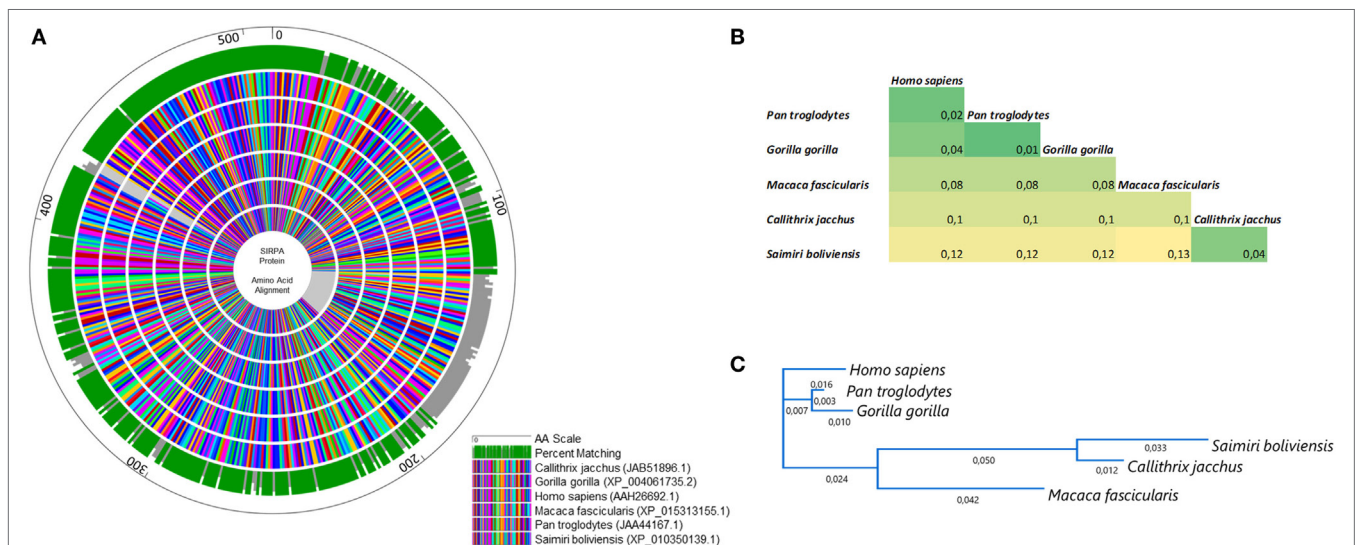 A
500
0
100
200
300
400
SIRPA
Protein
Amino Acid
Alignment
0
AA Scale
Percent Matching
Callithrix jacchus (JAB51896.1)
Gorilla gorilla (XP_004061735.2)
Homo sapiens (AAH26692.1)
Macaca fascicularis (XP_015313155.1)
Pan troglodytes (JAA44167.1)
Saimiri boliviensis (XP_010350139.1)
B
Homo sapiens
Pan troglodytes 0,02 Pan troglodytes
Gorilla gorilla 0,04 0,01 Gorilla gorilla
Macaca fascicularis 0,08 0,08 0,08 Macaca fascicularis
Callithrix jacchus 0,1 0,1 0,1 0,1 Callithrix jacchus
Saimiri boliviensis 0,12 0,12 0,12 0,13 0,04
C
Homo sapiens
0,016 Pan troglodytes
0,007 0,003 Gorilla gorilla
0,010
0,033 Saimiri boliviensis
0,050 0,012 Callithrix jacchus
0,024
0,042 Macaca fascicularis